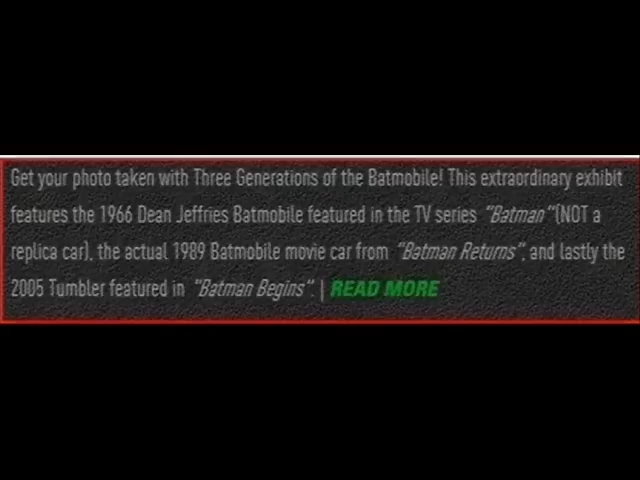 Get your photo taken with Three Generations of the Batmobile! This extraordinary exhibit
features the 1966 Dean Jeffries Batmobile featured in the TV series "Batman"(NOT a
replica car), the actual 1989 Batmobile movie car from "Batman Returns", and lastly the
2005 Tumbler featured in "Batman Begins". | READ MORE